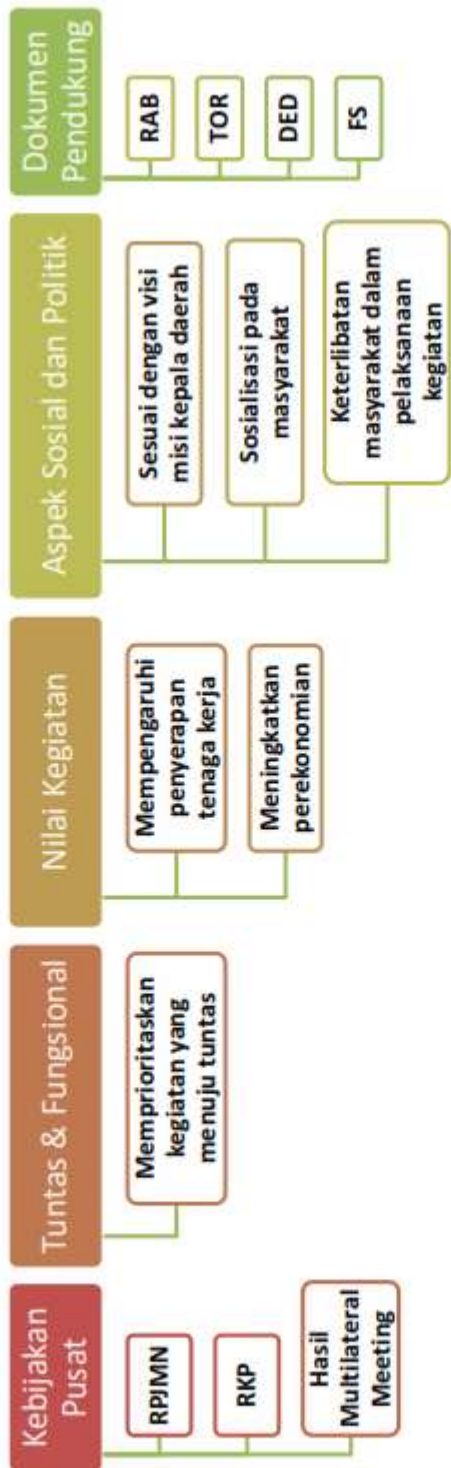 Kebijakan
Pusat
RPJMN
RKP
Hasil
Multilateral
Meeting
Tuntas & Fungsional
Memprioritaskan
kegiatan yang
menuju tuntas
Nilai Kegiatan
Mempengaruhi
penyerapan
tenaga kerja
Meningkatkan
perekonomian
Aspek Sosial dan Politik
Sesuai dengan visi
misi kepala daerah
Sosialisasi pada
masyarakat
Keterlibatan
masyarakat dalam
pelaksanaan
kegiatan
Dokumen
Pendukung
RAB
TOR
DED
FS